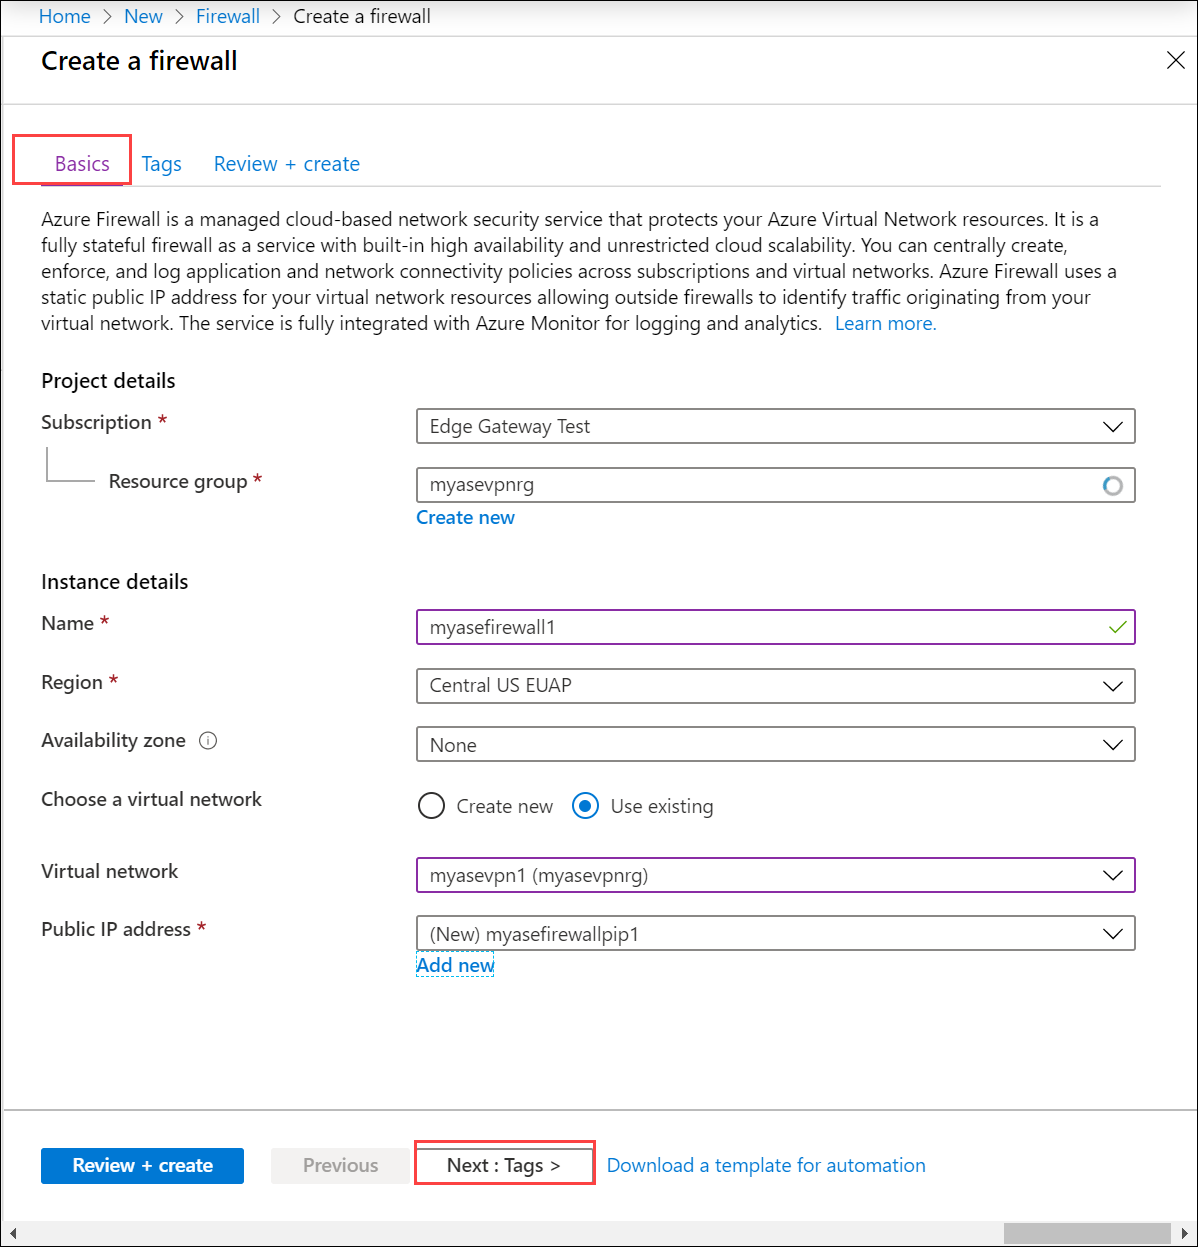 Home > New > Firewall > Create a firewall
Create a firewall
Basics Tags Review + create
Azure Firewall is a managed cloud-based network security service that protects your Azure Virtual Network resources. It is a
fully stateful firewall as a service with built-in high availability and unrestricted cloud scalability. You can centrally create,
enforce, and log application and network connectivity policies across subscriptions and virtual networks. Azure Firewall uses a
static public IP address for your virtual network resources allowing outside firewalls to identify traffic originating from your
virtual network. The service is fully integrated with Azure Monitor for logging and analytics. Learn more.
Project details
Subscription * Edge Gateway Test
Resource group * myasevpnrg
Create new
Instance details
Name * myasefirewall1
Region * Central US EUAP
Availability zone None
Choose a virtual network Create new Use existing
Virtual network myasevpn1 (myasevpnrg)
Public IP address * (New) myasefirewallpip1
Add new
Review + create Previous Next : Tags > Download a template for automation